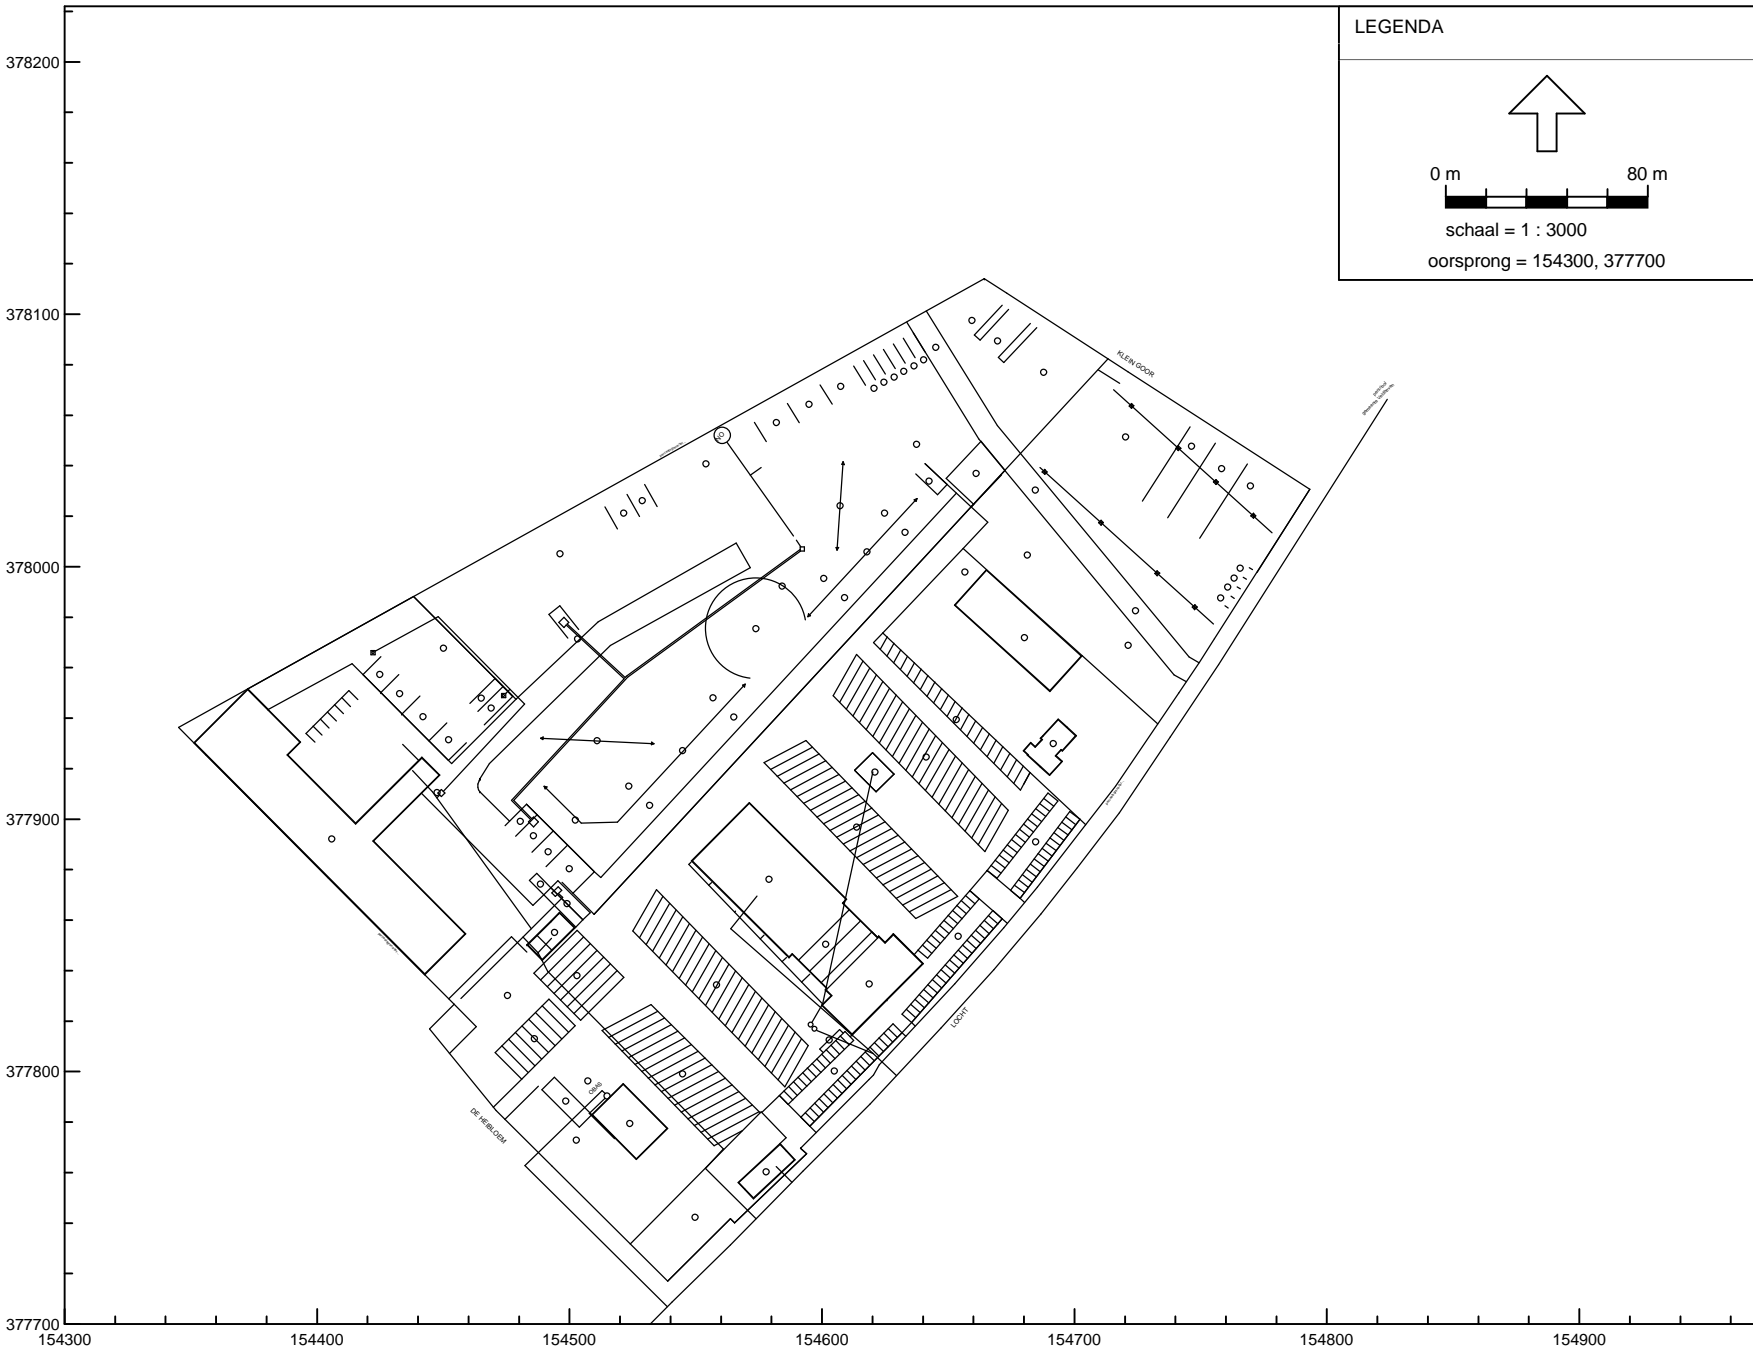 LEGENDA
378200
0 m 80 m
schaal = 1 : 3000
oorsprong = 154300, 377700
378100
KLEIN GOOR
378000
377900
LOCHT
377800
DE HEIBLOEM
377700
154300 154400 154500 154600 154700 154800 154900